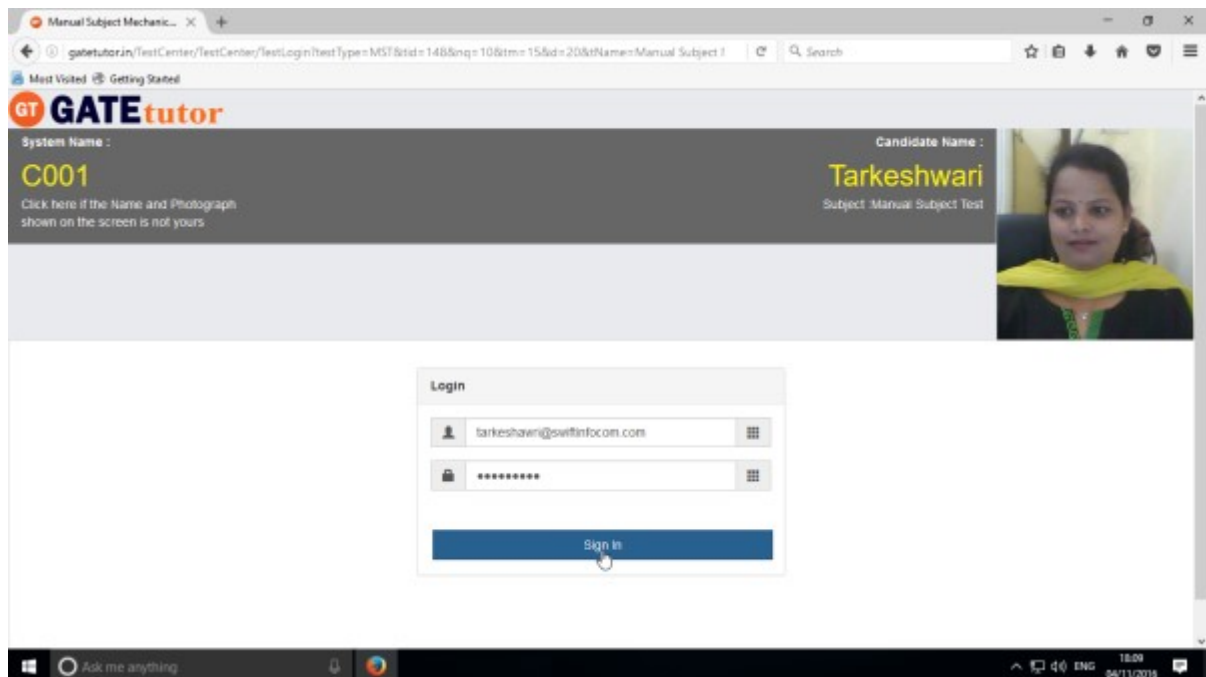 Manual Subject Mechanic...
gatetutor.in/TestCenter/TestCenter/TestLogin?testType=MST&tid=148&nq=10&tm=15&d=20&tName=Manual Subject
Search
Most Visited Getting Started
GT GATEtutor
System Name :
C001
Click here if the Name and Photograph
shown on the screen is not yours
Candidate Name :
Tarkeshwari
Subject :Manual Subject Test
Login
tarkeshawri@swiftinfocom.com
Sign In
Ask me anything
ENG
18:09
04/11/2016